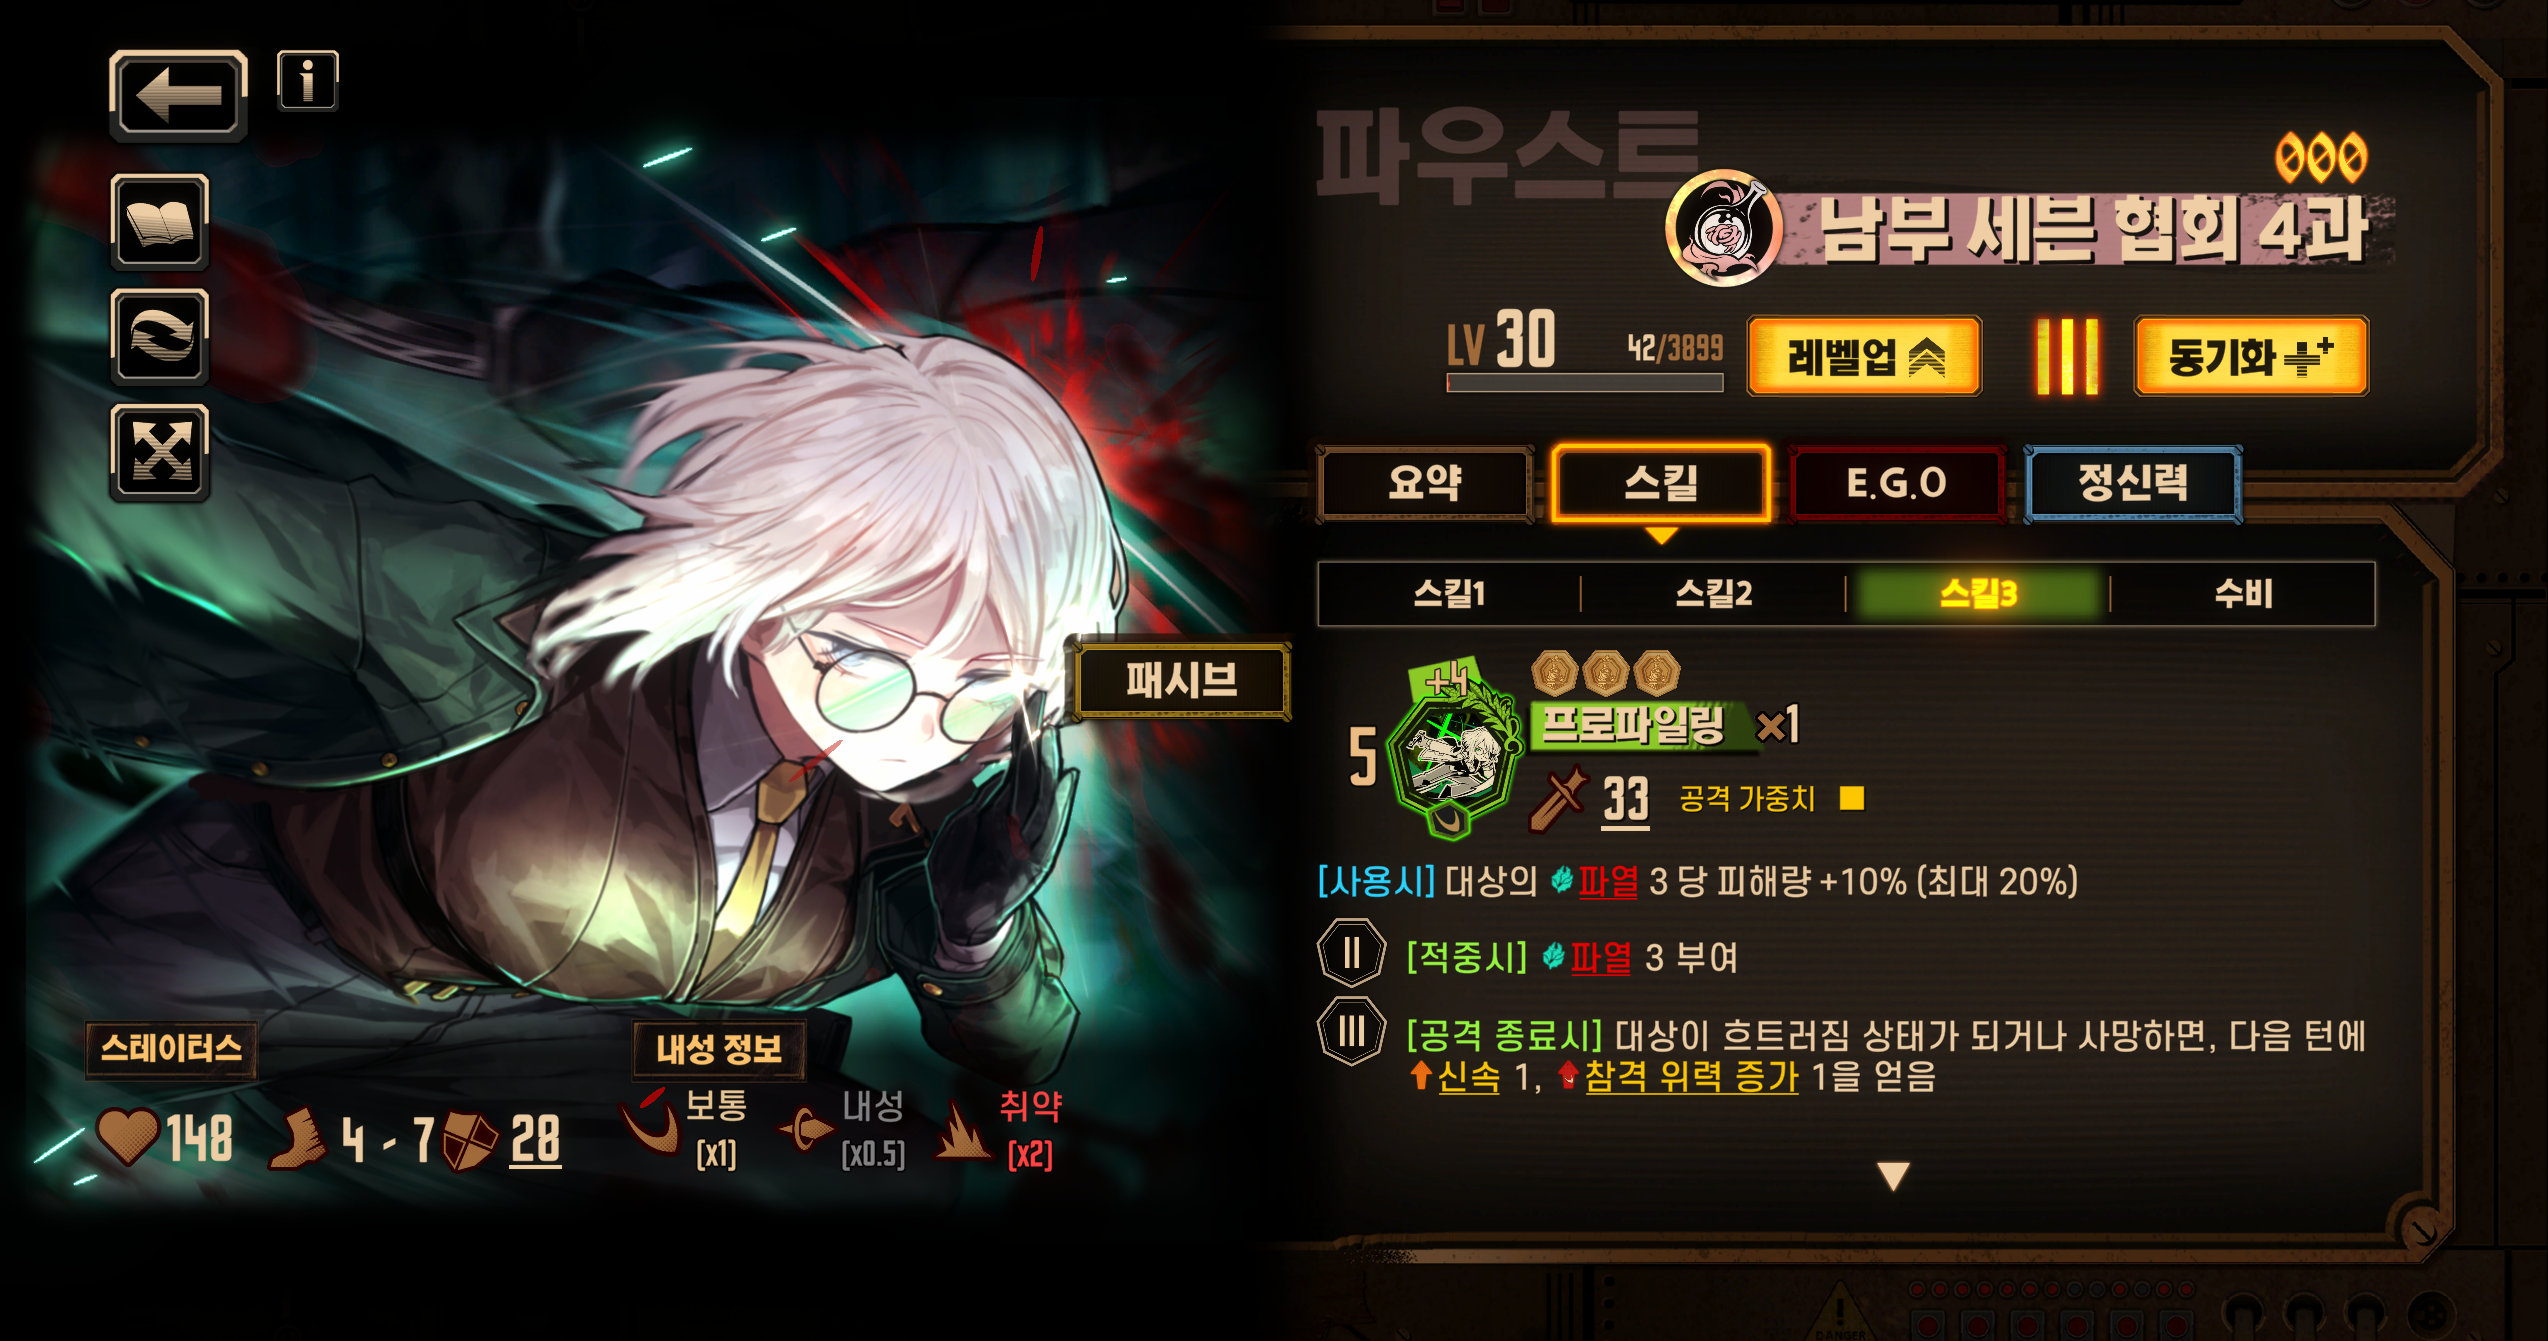 파우스트
000
남부 세븐 협회 4과
LV 30
42/3899
레벨업
동기화
요약
스킬
E.G.O
정신력
스킬1
스킬2
스킬3
수비
패시브
+4
5
프로파일링 ×1
33 공격 가중치
[사용시] 대상의 파열 3 당 피해량 +10% (최대 20%)
II [적중시] 파열 3 부여
III [공격 종료시] 대상이 흐트러짐 상태가 되거나 사망하면, 다음 턴에
신속 1, 참격 위력 증가 1을 얻음
스테이터스
148
4 - 7
28
내성 정보
보통
[x1]
내성
[x0.5]
취약
[x2]
DANGER